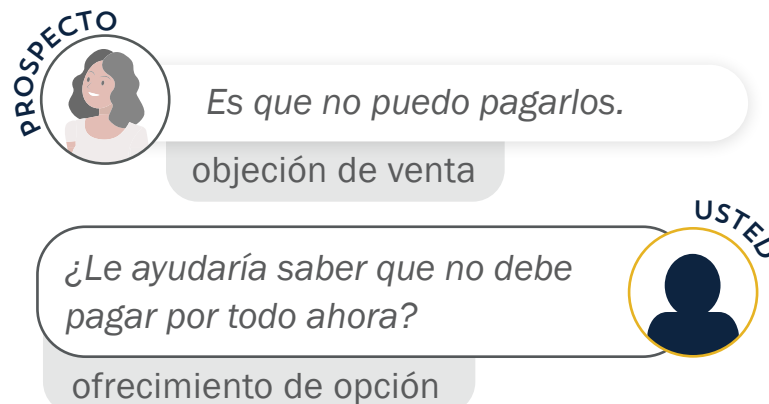 PROSPECTO
Es que no puedo pagarlos.
objeción de venta
USTED
¿Le ayudaría saber que no debe
pagar por todo ahora?
ofrecimiento de opción